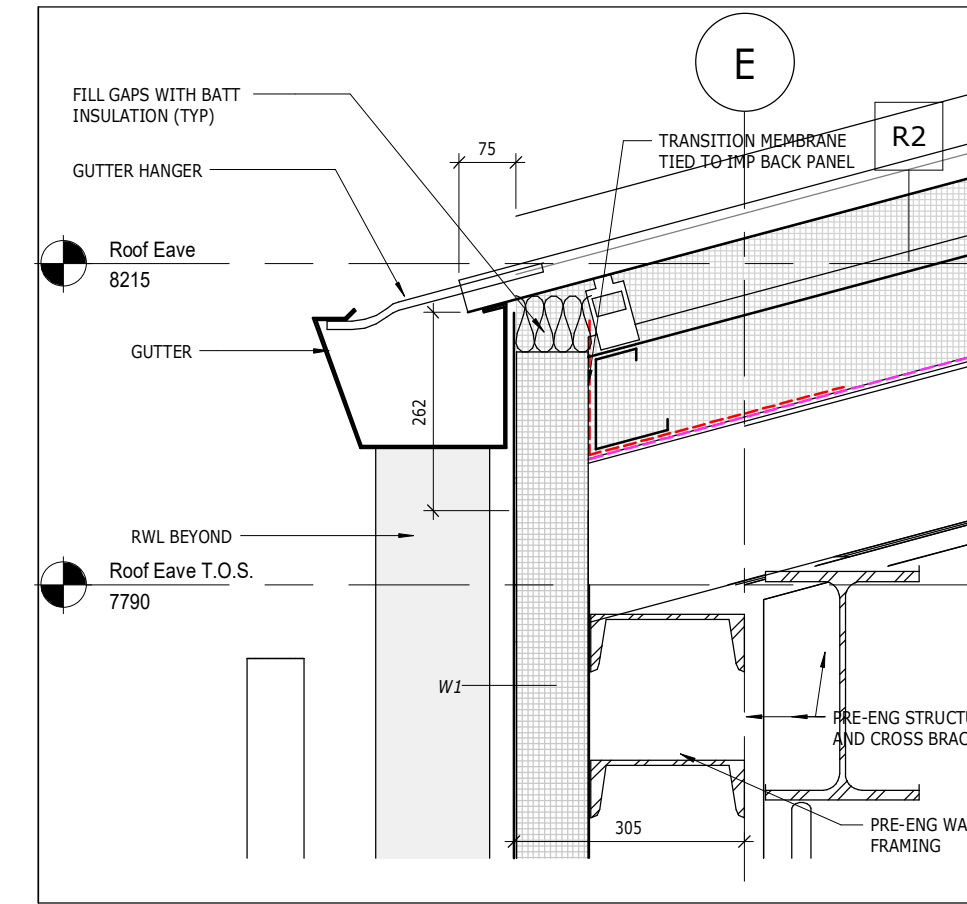 E
FILL GAPS WITH BATT
INSULATION (TYP)
75
TRANSITION MEMBRANE
TIED TO IMP BACK PANEL
R2
GUTTER HANGER
Roof Eave
8215
GUTTER
262
RWL BEYOND
Roof Eave T.O.S.
7790
W1
PRE-ENG STRUCTU
AND CROSS BRAC
305
PRE-ENG WA
FRAMING